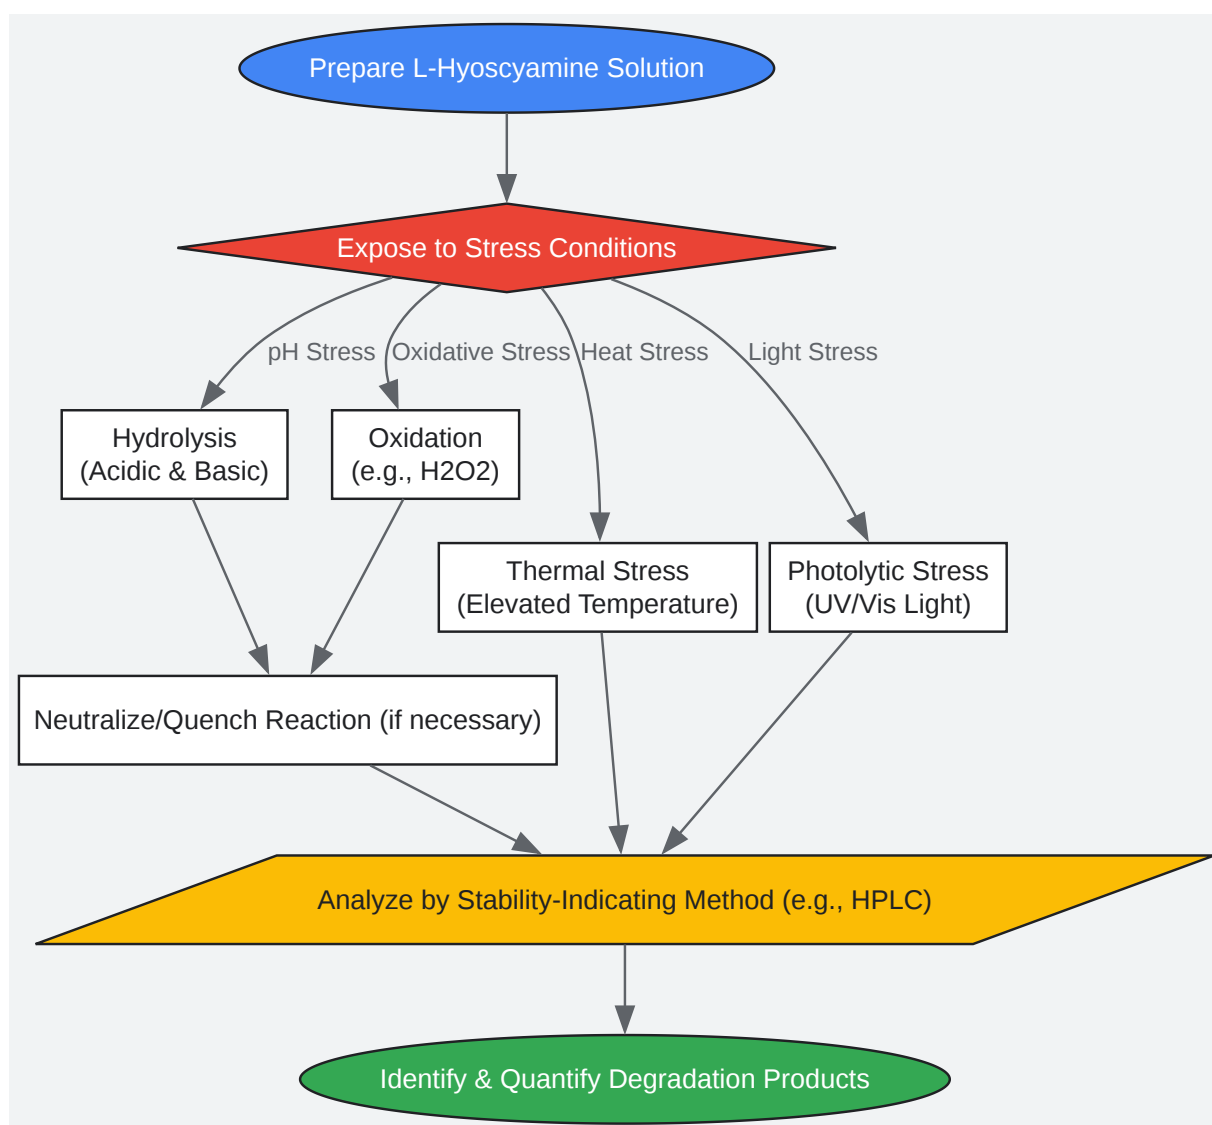 Prepare L-Hyoscyamine Solution
Expose to Stress Conditions
pH Stress
Oxidative Stress
Heat Stress
Light Stress
Hydrolysis
(Acidic & Basic)
Oxidation
(e.g., H2O2)
Thermal Stress
(Elevated Temperature)
Photolytic Stress
(UV/Vis Light)
Neutralize/Quench Reaction (if necessary)
Analyze by Stability-Indicating Method (e.g., HPLC)
Identify & Quantify Degradation Products